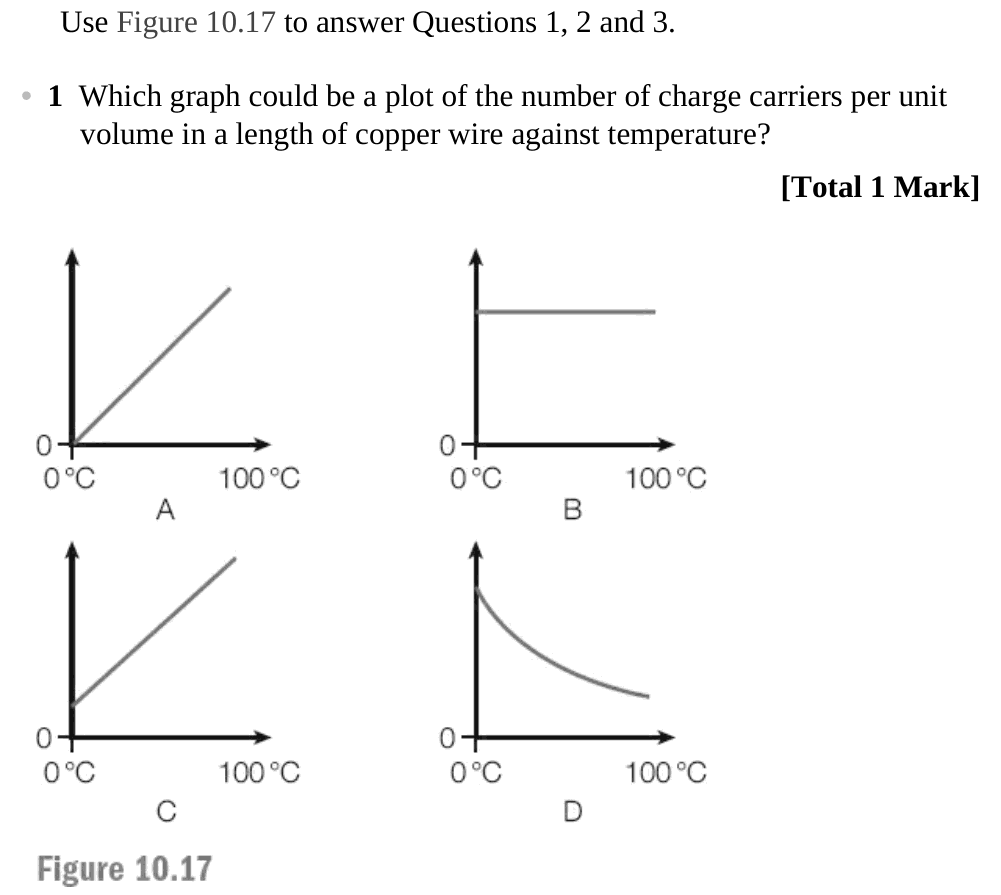 Use Figure 10.17 to answer Questions 1, 2 and 3.
• 1 Which graph could be a plot of the number of charge carriers per unit
volume in a length of copper wire against temperature?
[Total 1 Mark]
0
0 °C 100 °C
A
0
0 °C 100 °C
B
0
0 °C 100 °C
C
0
0 °C 100 °C
D
Figure 10.17